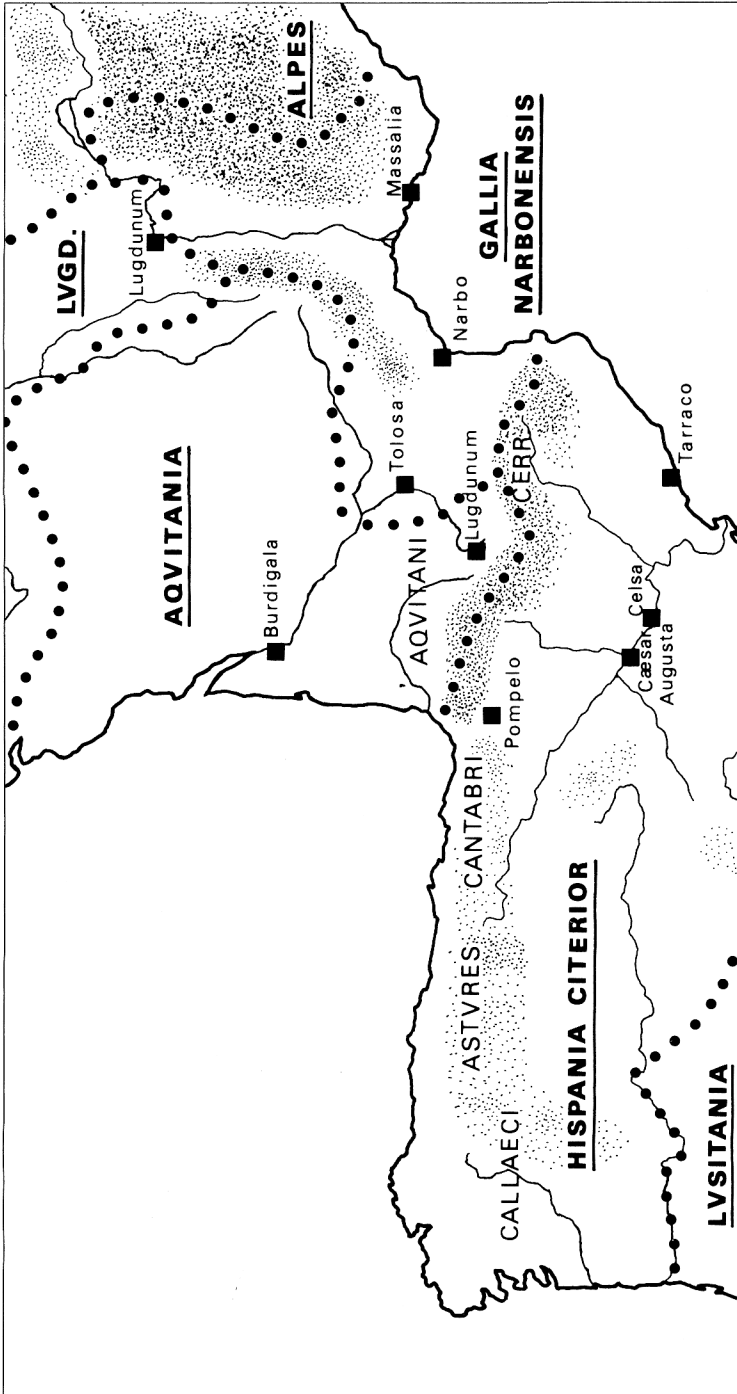 LVGD.
Lugdunum
ALPES
Massalia
GALLIA
NARBONENSIS
AQVITANIA
Burdigala
Tolosa
Narbo
AQVITANI
Lugdunum
CERR.
Pompelo
Tarraco
Celsa
Cæsar
Augusta
CANTABRI
ASTVRES
CALLAECI
HISPANIA CITERIOR
LVSITANIA